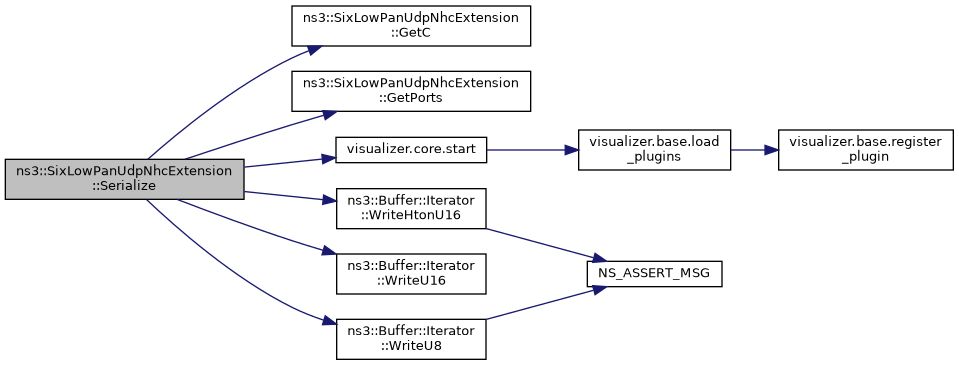 ns3::SixLowPanUdpNhcExtension
::Serialize
ns3::SixLowPanUdpNhcExtension
::GetC
ns3::SixLowPanUdpNhcExtension
::GetPorts
visualizer.core.start
visualizer.base.load
_plugins
visualizer.base.register
_plugin
ns3::Buffer::Iterator
::WriteHtonU16
ns3::Buffer::Iterator
::WriteU16
ns3::Buffer::Iterator
::WriteU8
NS_ASSERT_MSG